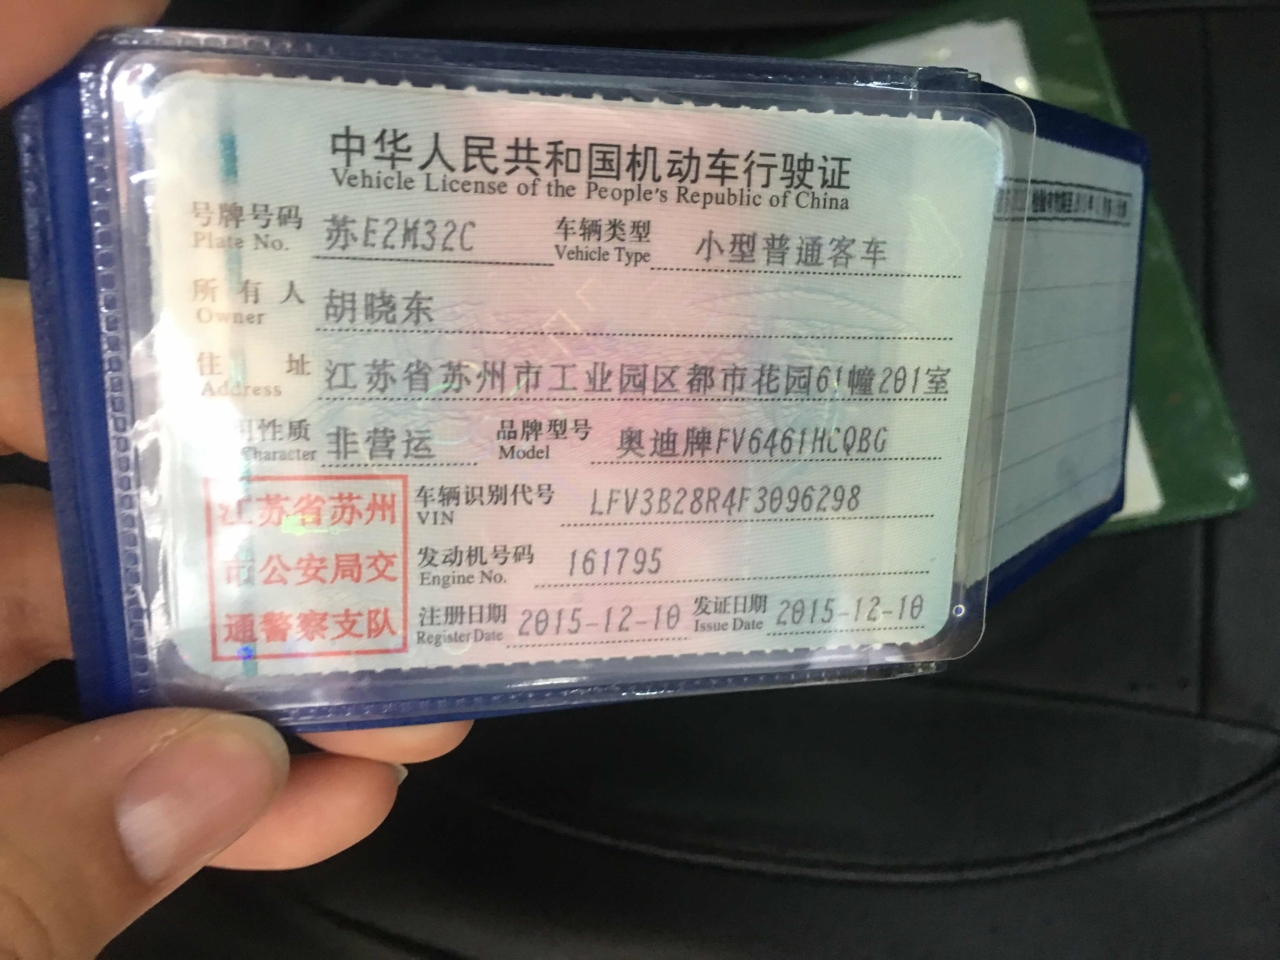 中华人民共和国机动车行驶证
Vehicle License of the People's Republic of China
号牌号码 苏E2M32C 车辆类型 小型普通客车
Plate No. Vehicle Type
所有人 胡晓东
Owner
住址 江苏省苏州市工业园区都市花园61幢201室
Address
用性质 非营运 品牌型号 奥迪牌FV6461HCQBG
Character Model
江苏省苏州 车辆识别代号 LFV3B28R4F3096298
VIN
市公安局交 发动机号码 161795
Engine No.
通警察支队 注册日期 2015-12-10 发证日期 2015-12-10
Register Date Issue Date